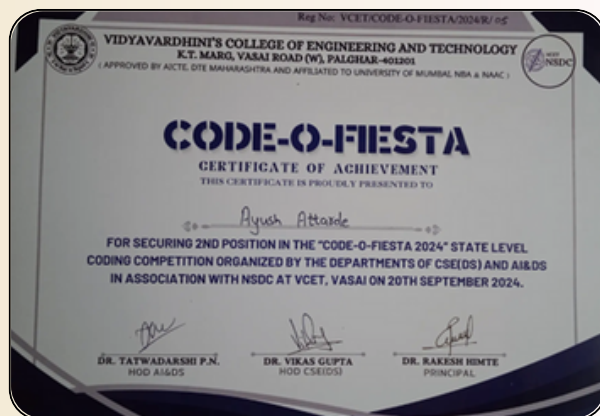 Reg No: VCET/CODE-O-FIESTA/2024/R/ 05
VIDYAVARDHINI'S COLLEGE OF ENGINEERING AND TECHNOLOGY
K.T. MARG, VASAI ROAD (W), PALGHAR-401201
( APPROVED BY AICTE, DTE MAHARASHTRA AND AFFILIATED TO UNIVERSITY OF MUMBAI, NBA & NAAC )
NSDC
CODE-O-FIESTA
CERTIFICATE OF ACHIEVEMENT
THIS CERTIFICATE IS PROUDLY PRESENTED TO
Ayush Attarde
FOR SECURING 2ND POSITION IN THE "CODE-O-FIESTA 2024" STATE LEVEL
CODING COMPETITION ORGANIZED BY THE DEPARTMENTS OF CSE(DS) AND AI&DS
IN ASSOCIATION WITH NSDC AT VCET, VASAI ON 20TH SEPTEMBER 2024.
DR. TATWADARSHI P.N. DR. VIKAS GUPTA DR. RAKESH HIMTE
HOD AI&DS HOD CSE(DS) PRINCIPAL